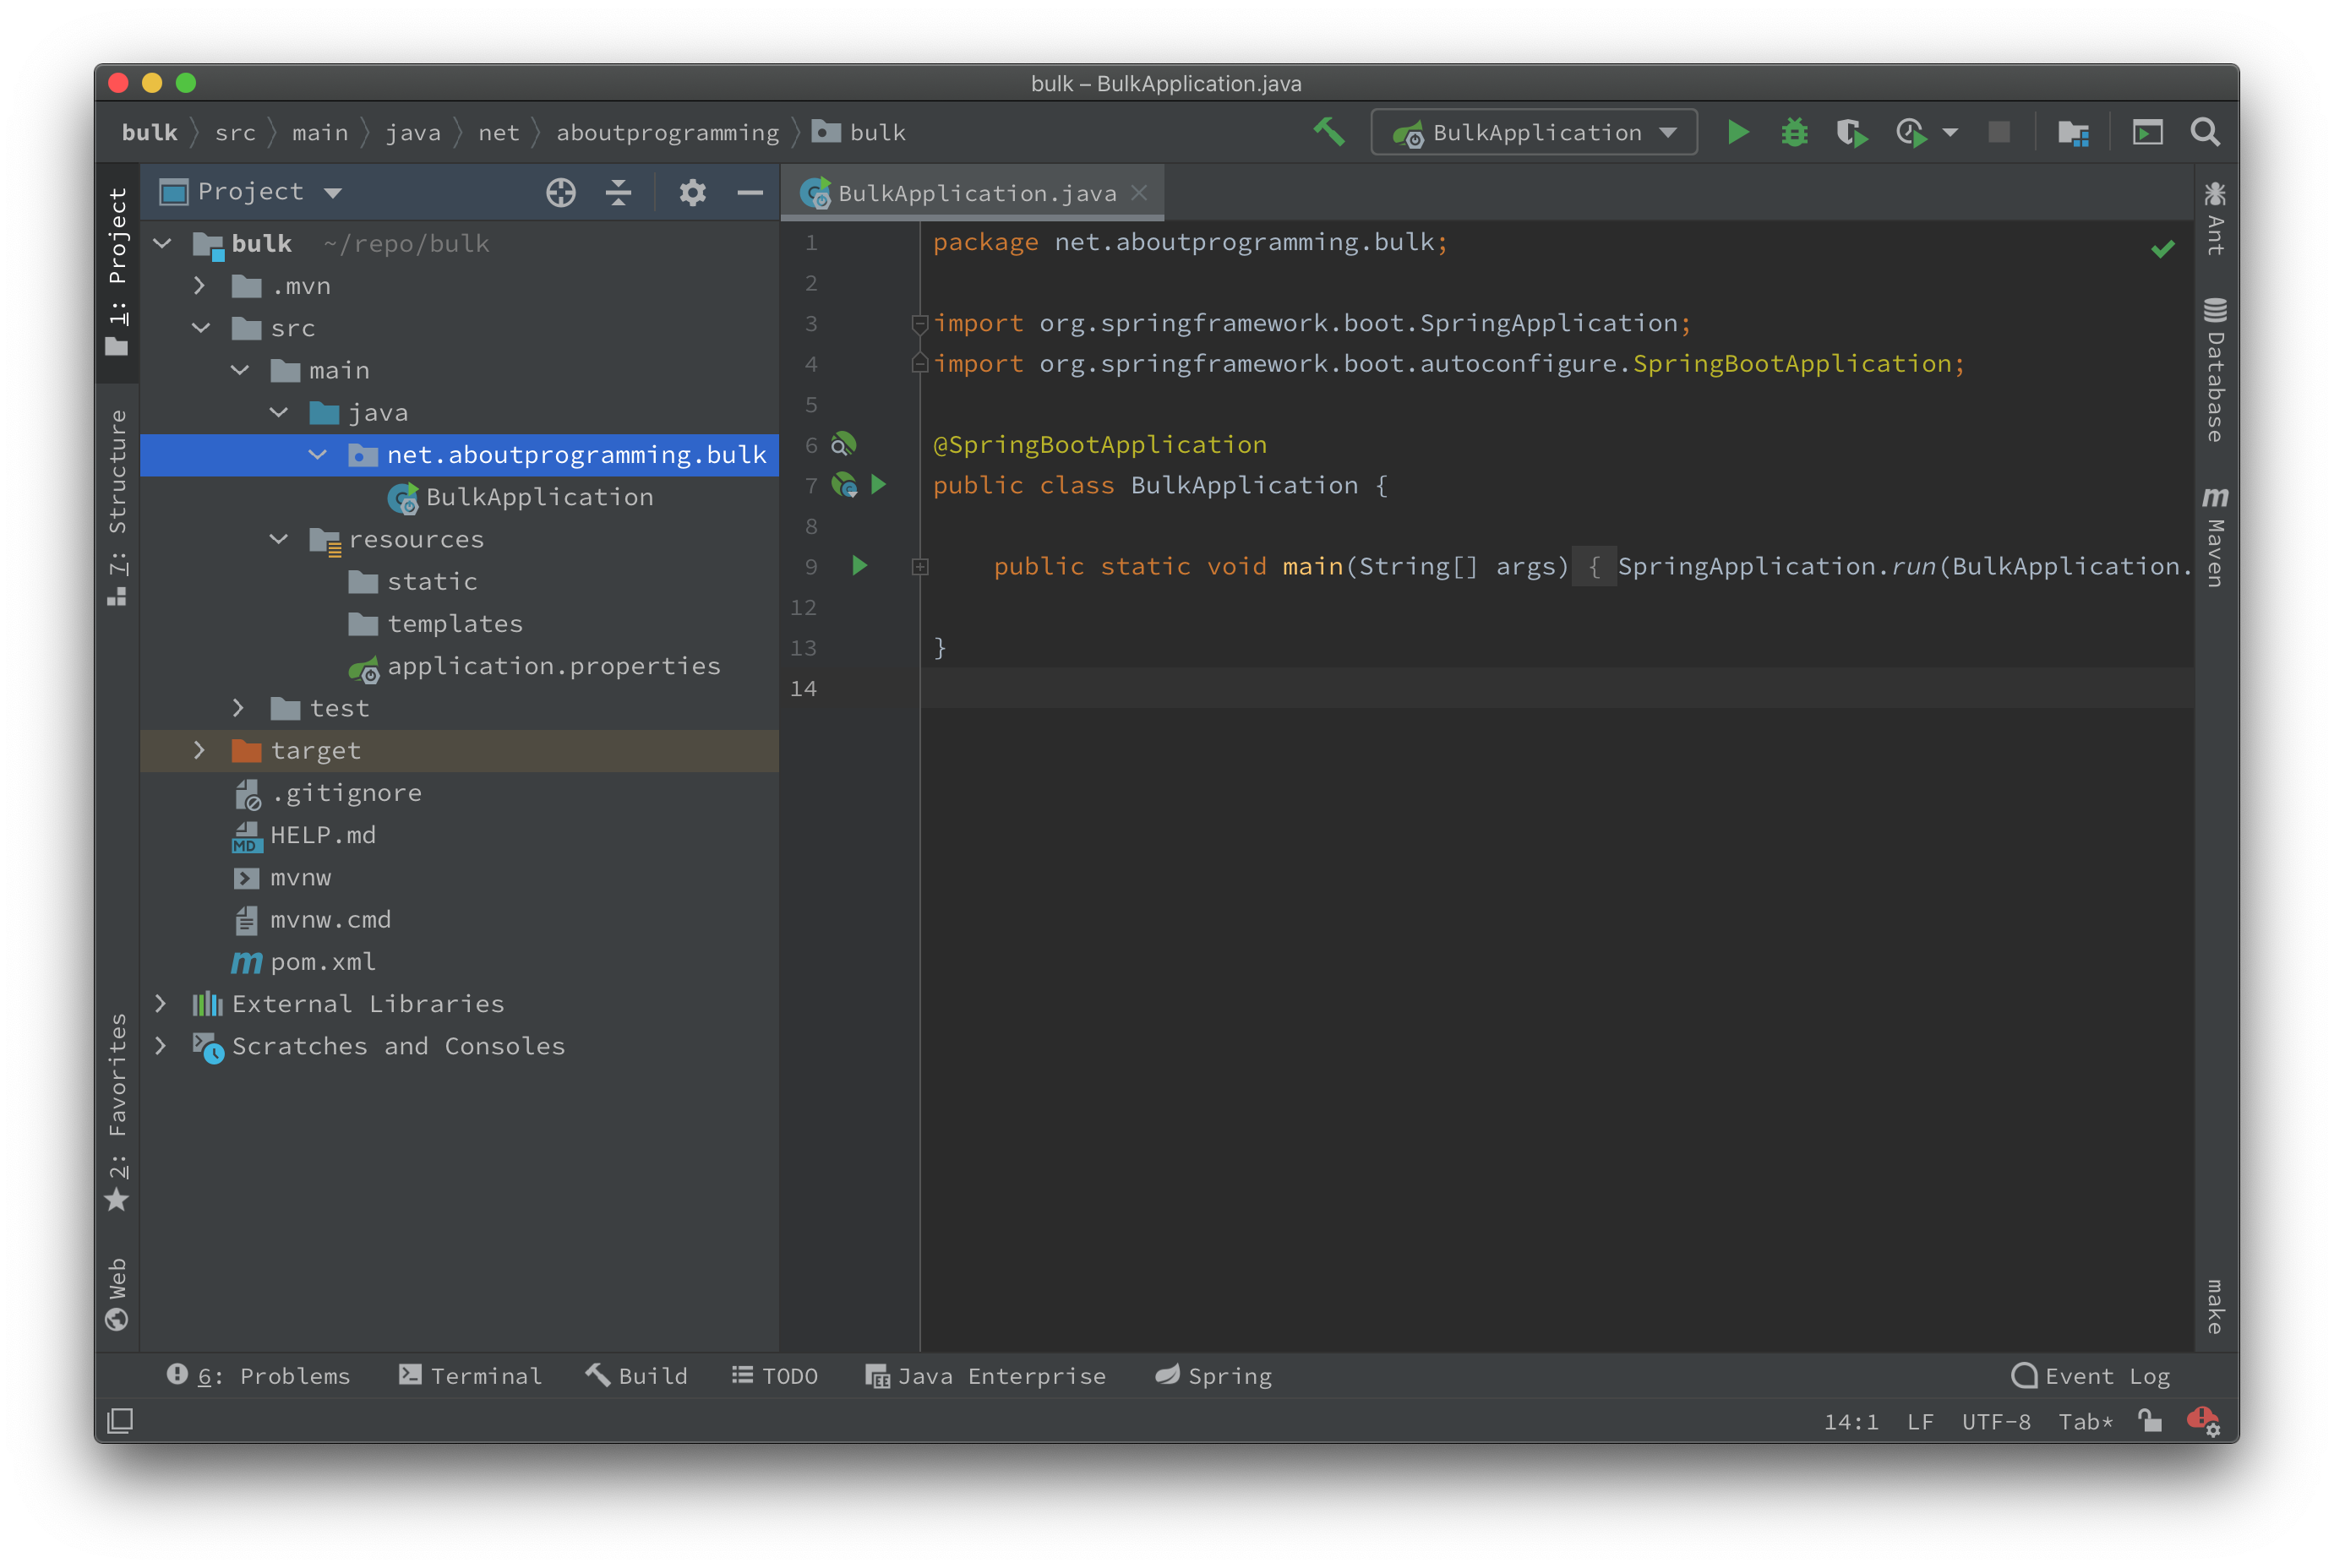 bulk – BulkApplication.java
bulk src main java net aboutprogramming bulk
BulkApplication
1: Project
7: Structure
2: Favorites
Web
Project
bulk ~/repo/bulk
.mvn
src
main
java
net.aboutprogramming.bulk
BulkApplication
resources
static
templates
application.properties
test
target
.gitignore
HELP.md
mvnw
mvnw.cmd
pom.xml
External Libraries
Scratches and Consoles
BulkApplication.java
1 package net.aboutprogramming.bulk;
2
3 import org.springframework.boot.SpringApplication;
4 import org.springframework.boot.autoconfigure.SpringBootApplication;
5
6 @SpringBootApplication
7 public class BulkApplication {
8
9 public static void main(String[] args) { SpringApplication.run(BulkApplication.
12
13 }
14
Ant
Database
Maven
make
6: Problems Terminal Build TODO Java Enterprise Spring Event Log
14:1 LF UTF-8 Tab*